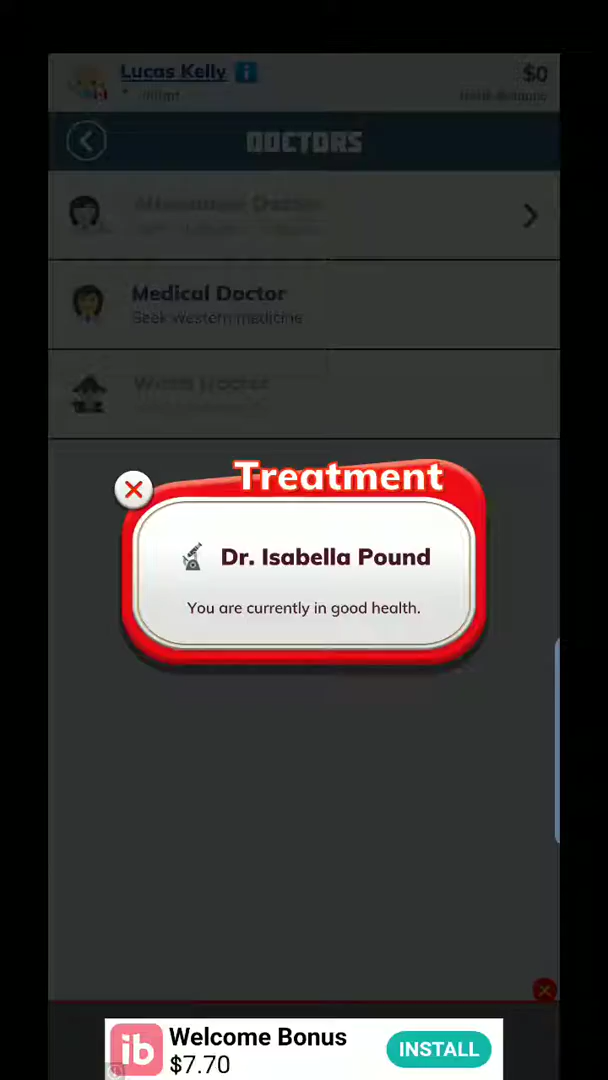 Lucas Kelly
$0
DOCTORS
Medical Doctor
Seek Western medicine
Treatment
Dr. Isabella Pound
You are currently in good health.
ib
Welcome Bonus
$7.70
INSTALL